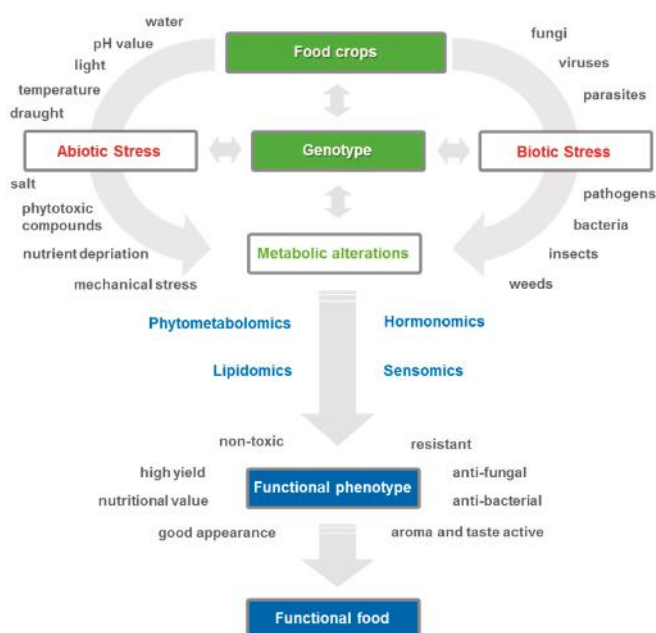 water
pH value
light
temperature
draught
Food crops
fungi
viruses
parasites
Abiotic Stress
Genotype
Biotic Stress
salt
phytotoxic
compounds
nutrient depriation
mechanical stress
pathogens
bacteria
insects
weeds
Metabolic alterations
Phytometabolomics
Hormonomics
Lipidomics
Sensomics
non-toxic
high yield
nutritional value
good appearance
resistant
anti-fungal
anti-bacterial
aroma and taste active
Functional phenotype
Functional food